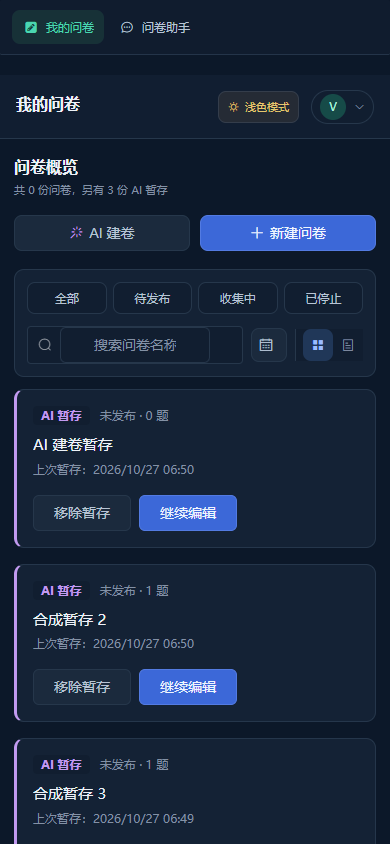 我的问卷 问卷助手
我的问卷 浅色模式 V
问卷概览
共 0 份问卷，另有 3 份 AI 暂存
AI 建卷 新建问卷
全部 待发布 收集中 已停止
搜索问卷名称
AI 暂存 未发布 · 0 题
AI 建卷暂存
上次暂存：2026/10/27 06:50
移除暂存 继续编辑
AI 暂存 未发布 · 1 题
合成暂存 2
上次暂存：2026/10/27 06:50
移除暂存 继续编辑
AI 暂存 未发布 · 1 题
合成暂存 3
上次暂存：2026/10/27 06:49